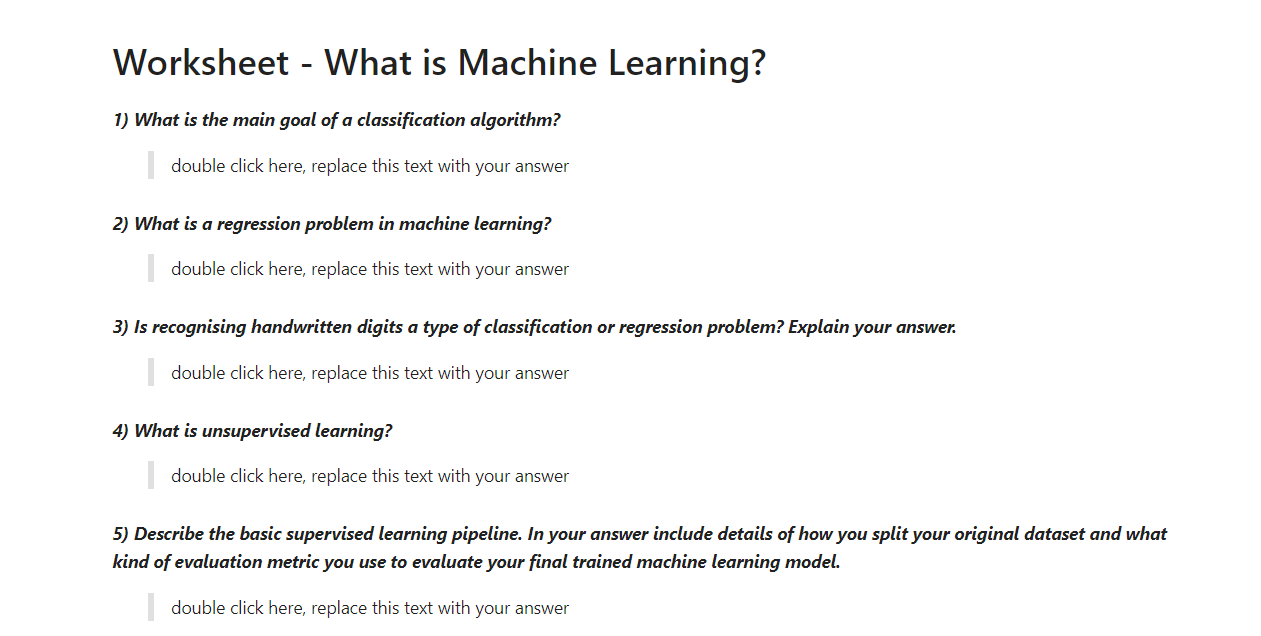 Worksheet - What is Machine Learning?
1) What is the main goal of a classification algorithm?
double click here, replace this text with your answer
2) What is a regression problem in machine learning?
double click here, replace this text with your answer
3) Is recognising handwritten digits a type of classification or regression problem? Explain your answer.
double click here, replace this text with your answer
4) What is unsupervised learning?
double click here, replace this text with your answer
5) Describe the basic supervised learning pipeline. In your answer include details of how you split your original dataset and what
kind of evaluation metric you use to evaluate your final trained machine learning model.
double click here, replace this text with your answer